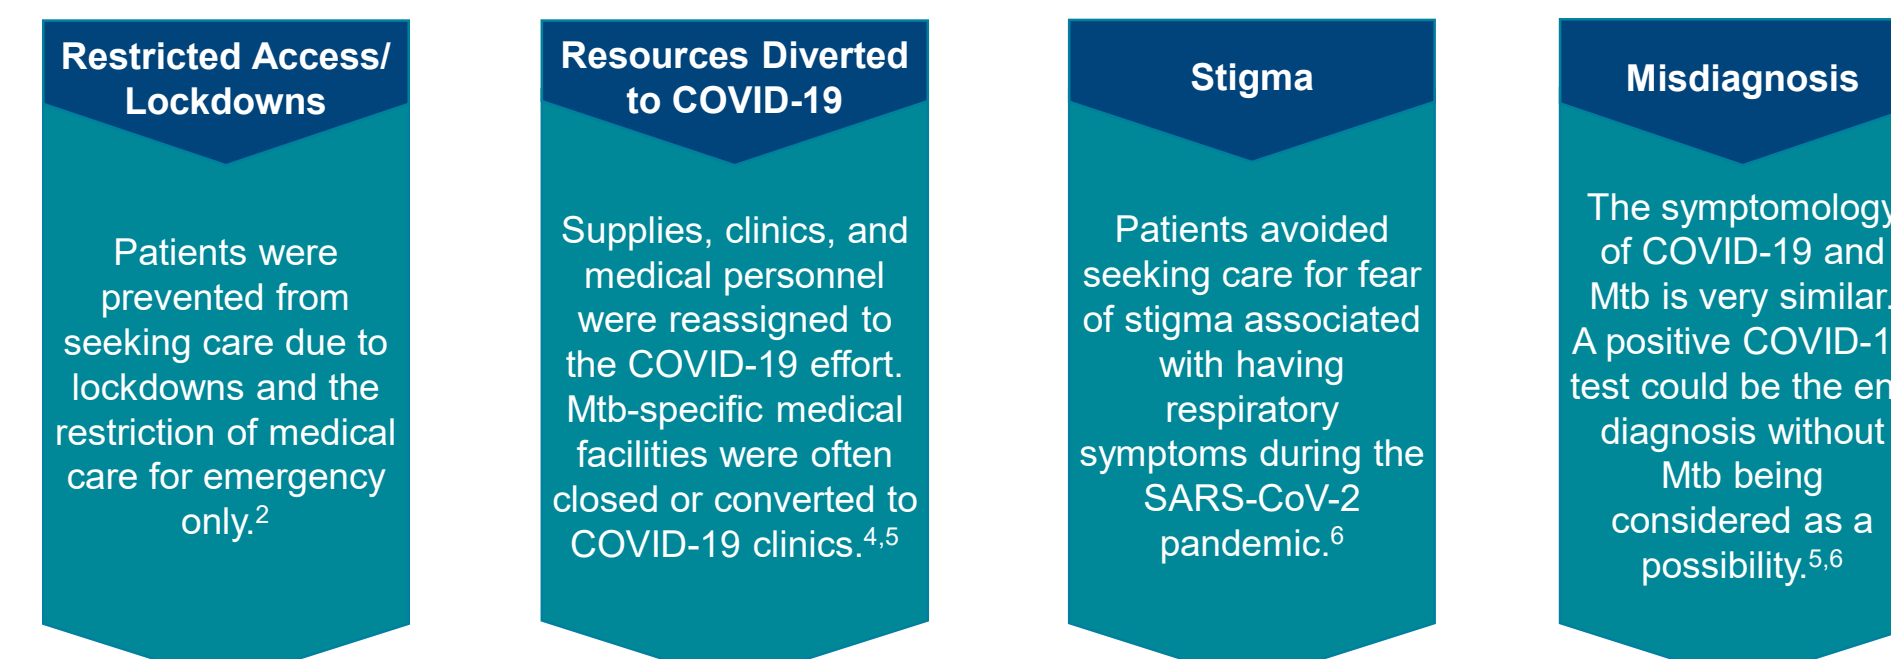 Restricted Access/
Lockdowns
Patients were
prevented from
seeking care due to
lockdowns and the
restriction of medical
care for emergency
only.2
Resources Diverted
to COVID-19
Supplies, clinics, and
medical personnel
were reassigned to
the COVID-19 effort.
Mtb-specific medical
facilities were often
closed or converted to
COVID-19 clinics.4,5
Stigma
Patients avoided
seeking care for fear
of stigma associated
with having
respiratory
symptoms during the
SARS-CoV-2
pandemic.6
Misdiagnosis
The symptomology
of COVID-19 and
Mtb is very similar.
A positive
test could be the
diagnosis without
Mtb being
considered as a
possibility.5,6